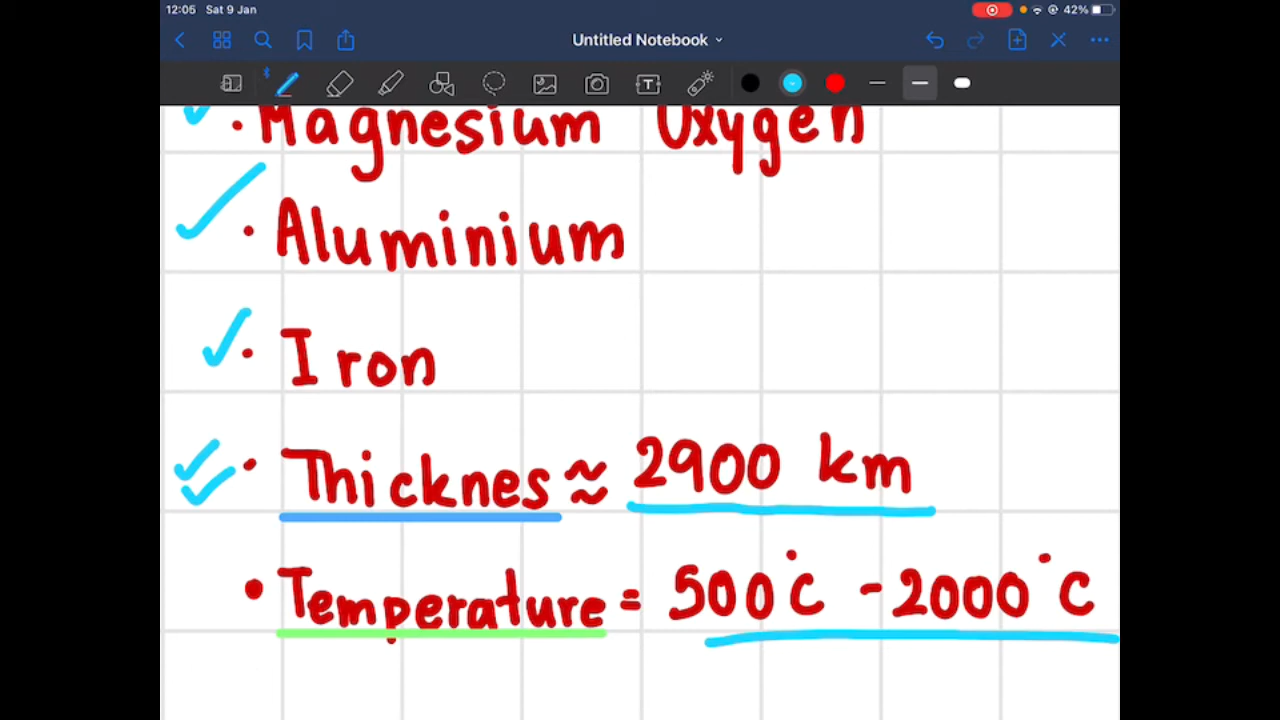 12:05 Sat 9 Jan 42%
Untitled Notebook
T
• Magnesium Oxygen
• Aluminium
• Iron
• Thicknes ≈ 2900 km
• Temperature = 500°C - 2000°C